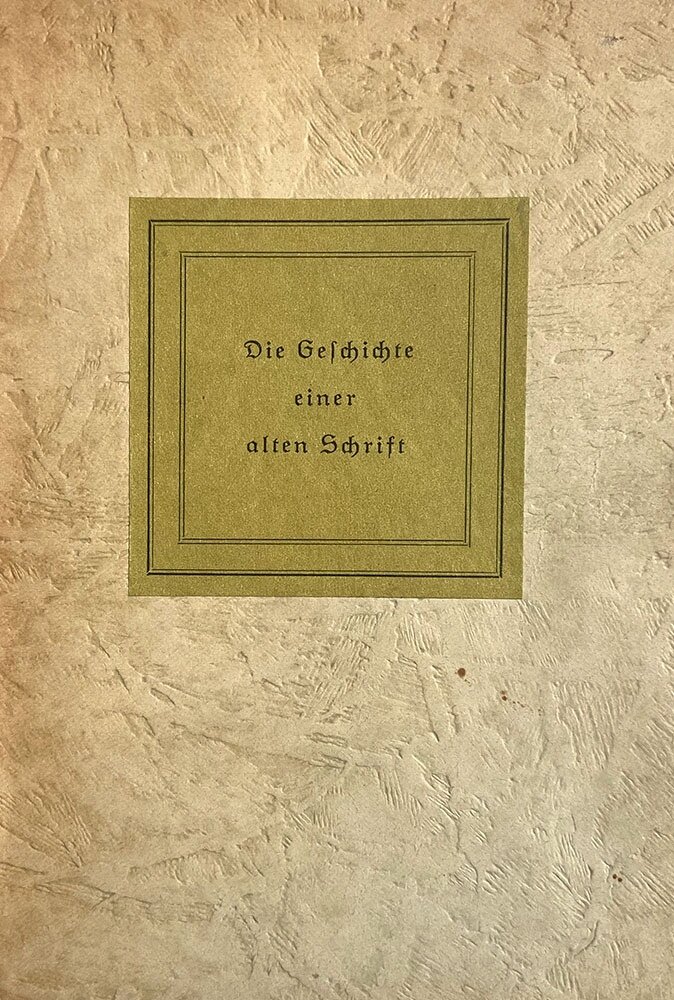 Die Geſchichte
einer
alten Schrift